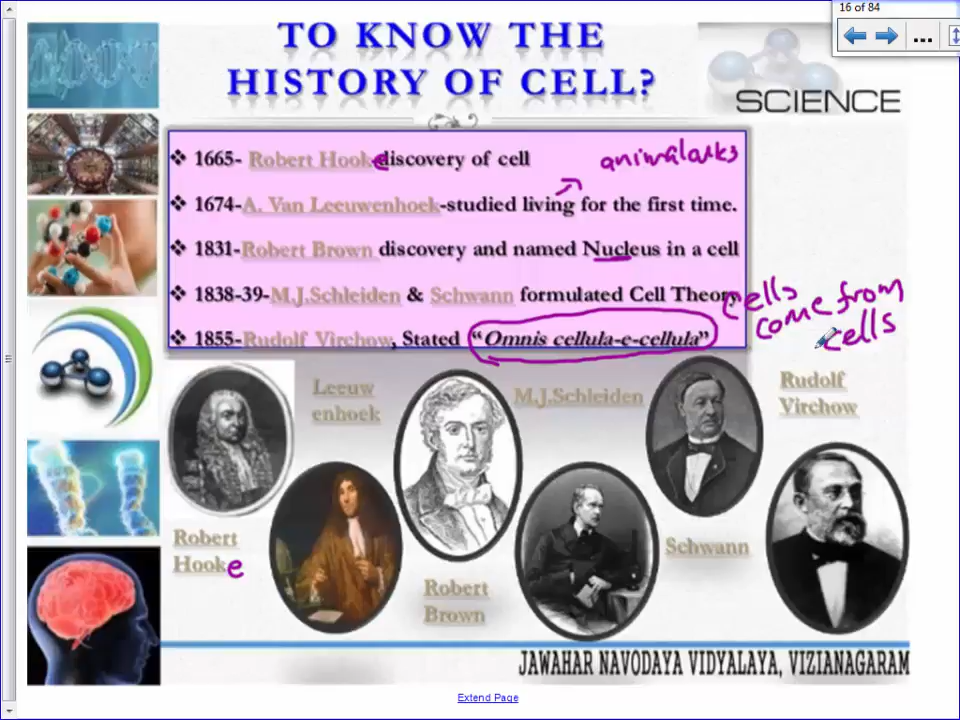 16 of 84
TO KNOW THE
HISTORY OF CELL?
SCIENCE
❖ 1665- Robert Hooke discovery of cell
animalcules
❖ 1674-A. Van Leeuwenhoek-studied living for the first time.
❖ 1831-Robert Brown discovery and named Nucleus in a cell
❖ 1838-39-M.J.Schleiden & Schwann formulated Cell Theory
❖ 1855-Rudolf Virchow, Stated “Omnis cellula-e-cellula”
cells
come from
cells
Leeuw
enhoek
M.J.Schleiden
Rudolf
Virchow
Robert
Hooke
Robert
Brown
Schwann
JAWAHAR NAVODAYA VIDYALAYA, VIZIANAGARAM
Extend Page